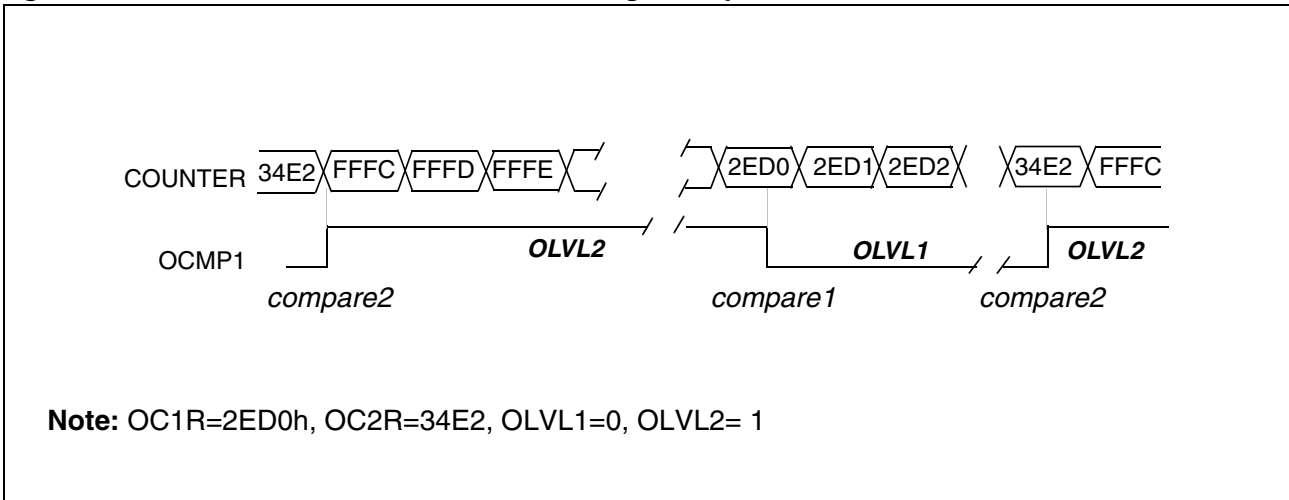 COUNTER 34E2 FFFC FFFD FFFE 2ED0 2ED1 2ED2 34E2 FFFC
OCMP1 OLVL2 OLVL1 OLVL2
compare2 compare1 compare2
Note: OC1R=2ED0h, OC2R=34E2, OLVL1=0, OLVL2= 1